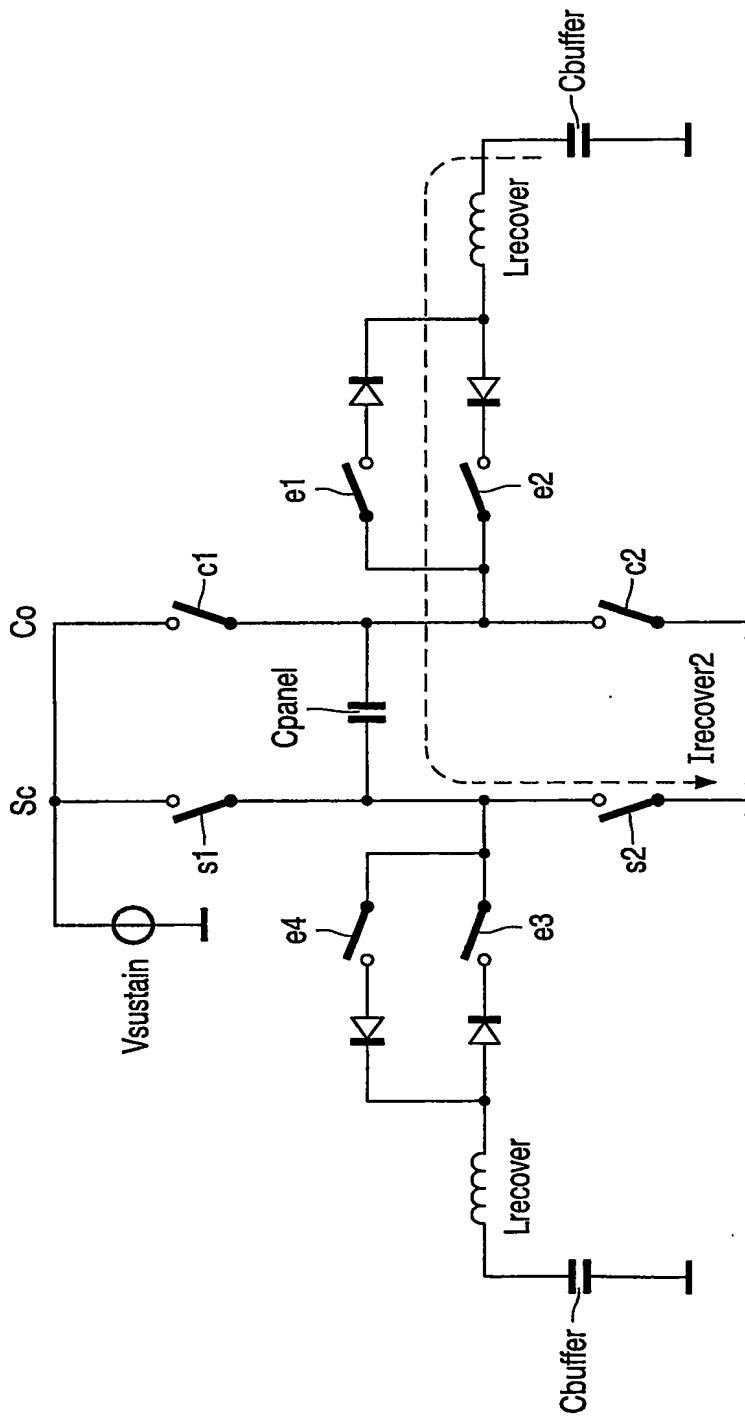 Sc
Co
Vsustain
s1
c1
Cpanel
e4
e3
e1
e2
Lrecover
Lrecover
s2
c2
Irecover2
Cbuffer
Cbuffer